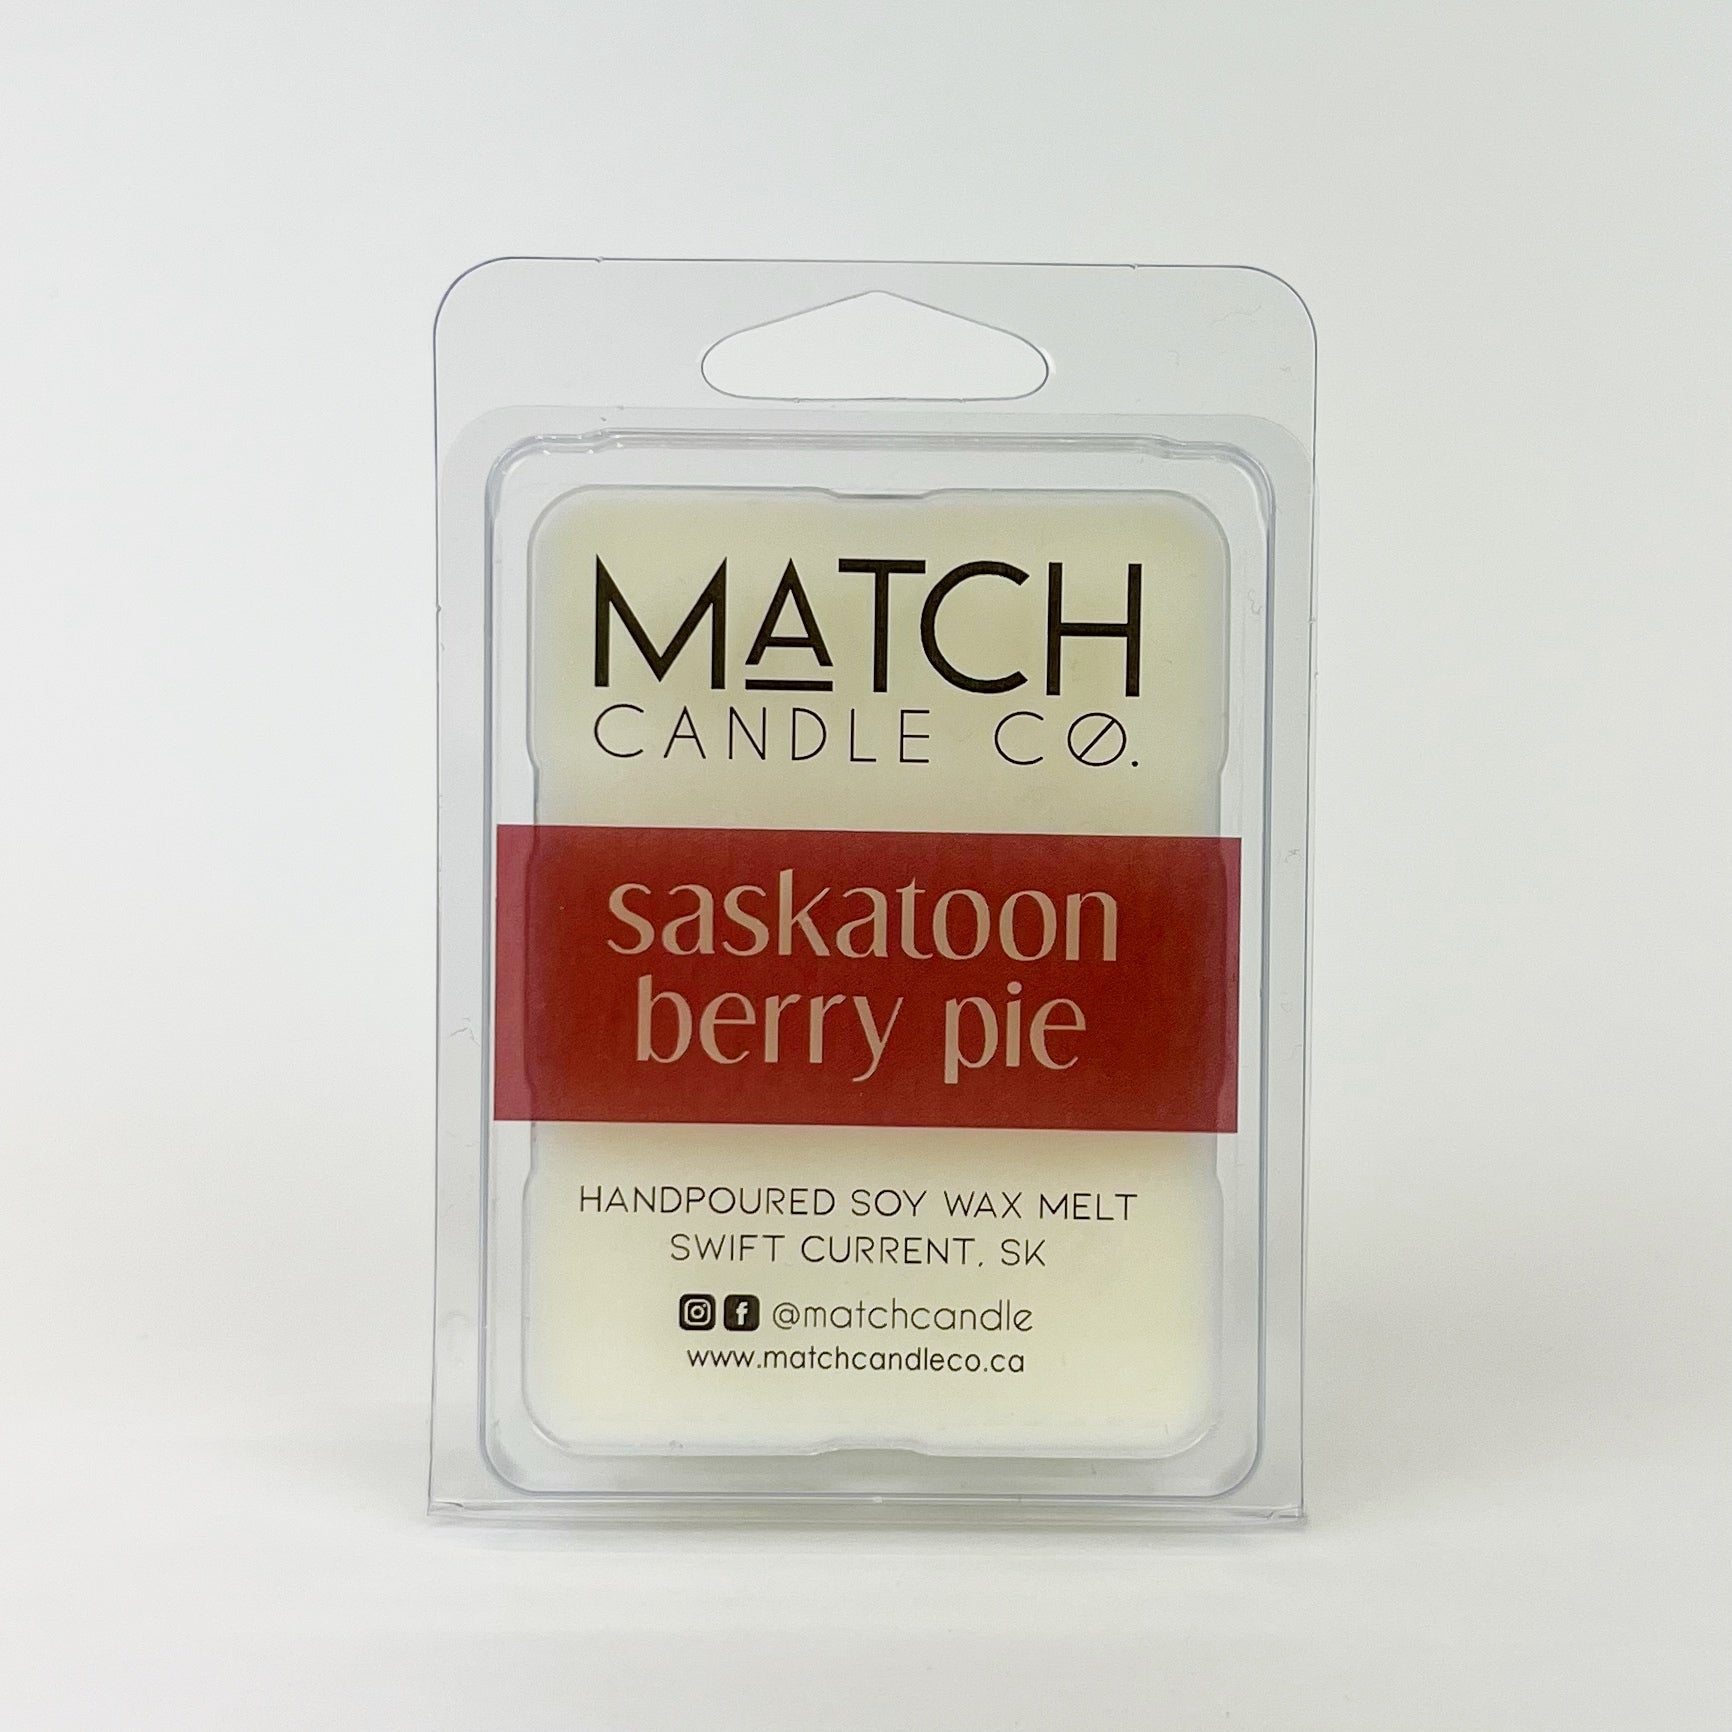 MATCH
CANDLE CO.
saskatoon
berry pie
HANDPOURED SOY WAX MELT
SWIFT CURRENT, SK
@matchcandle
www.matchcandleco.ca